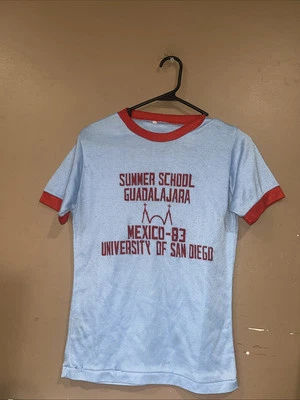 SUMMER SCHOOL
GUADALAJARA
MEXICO-83
UNIVERSITY OF SAN DIEGO